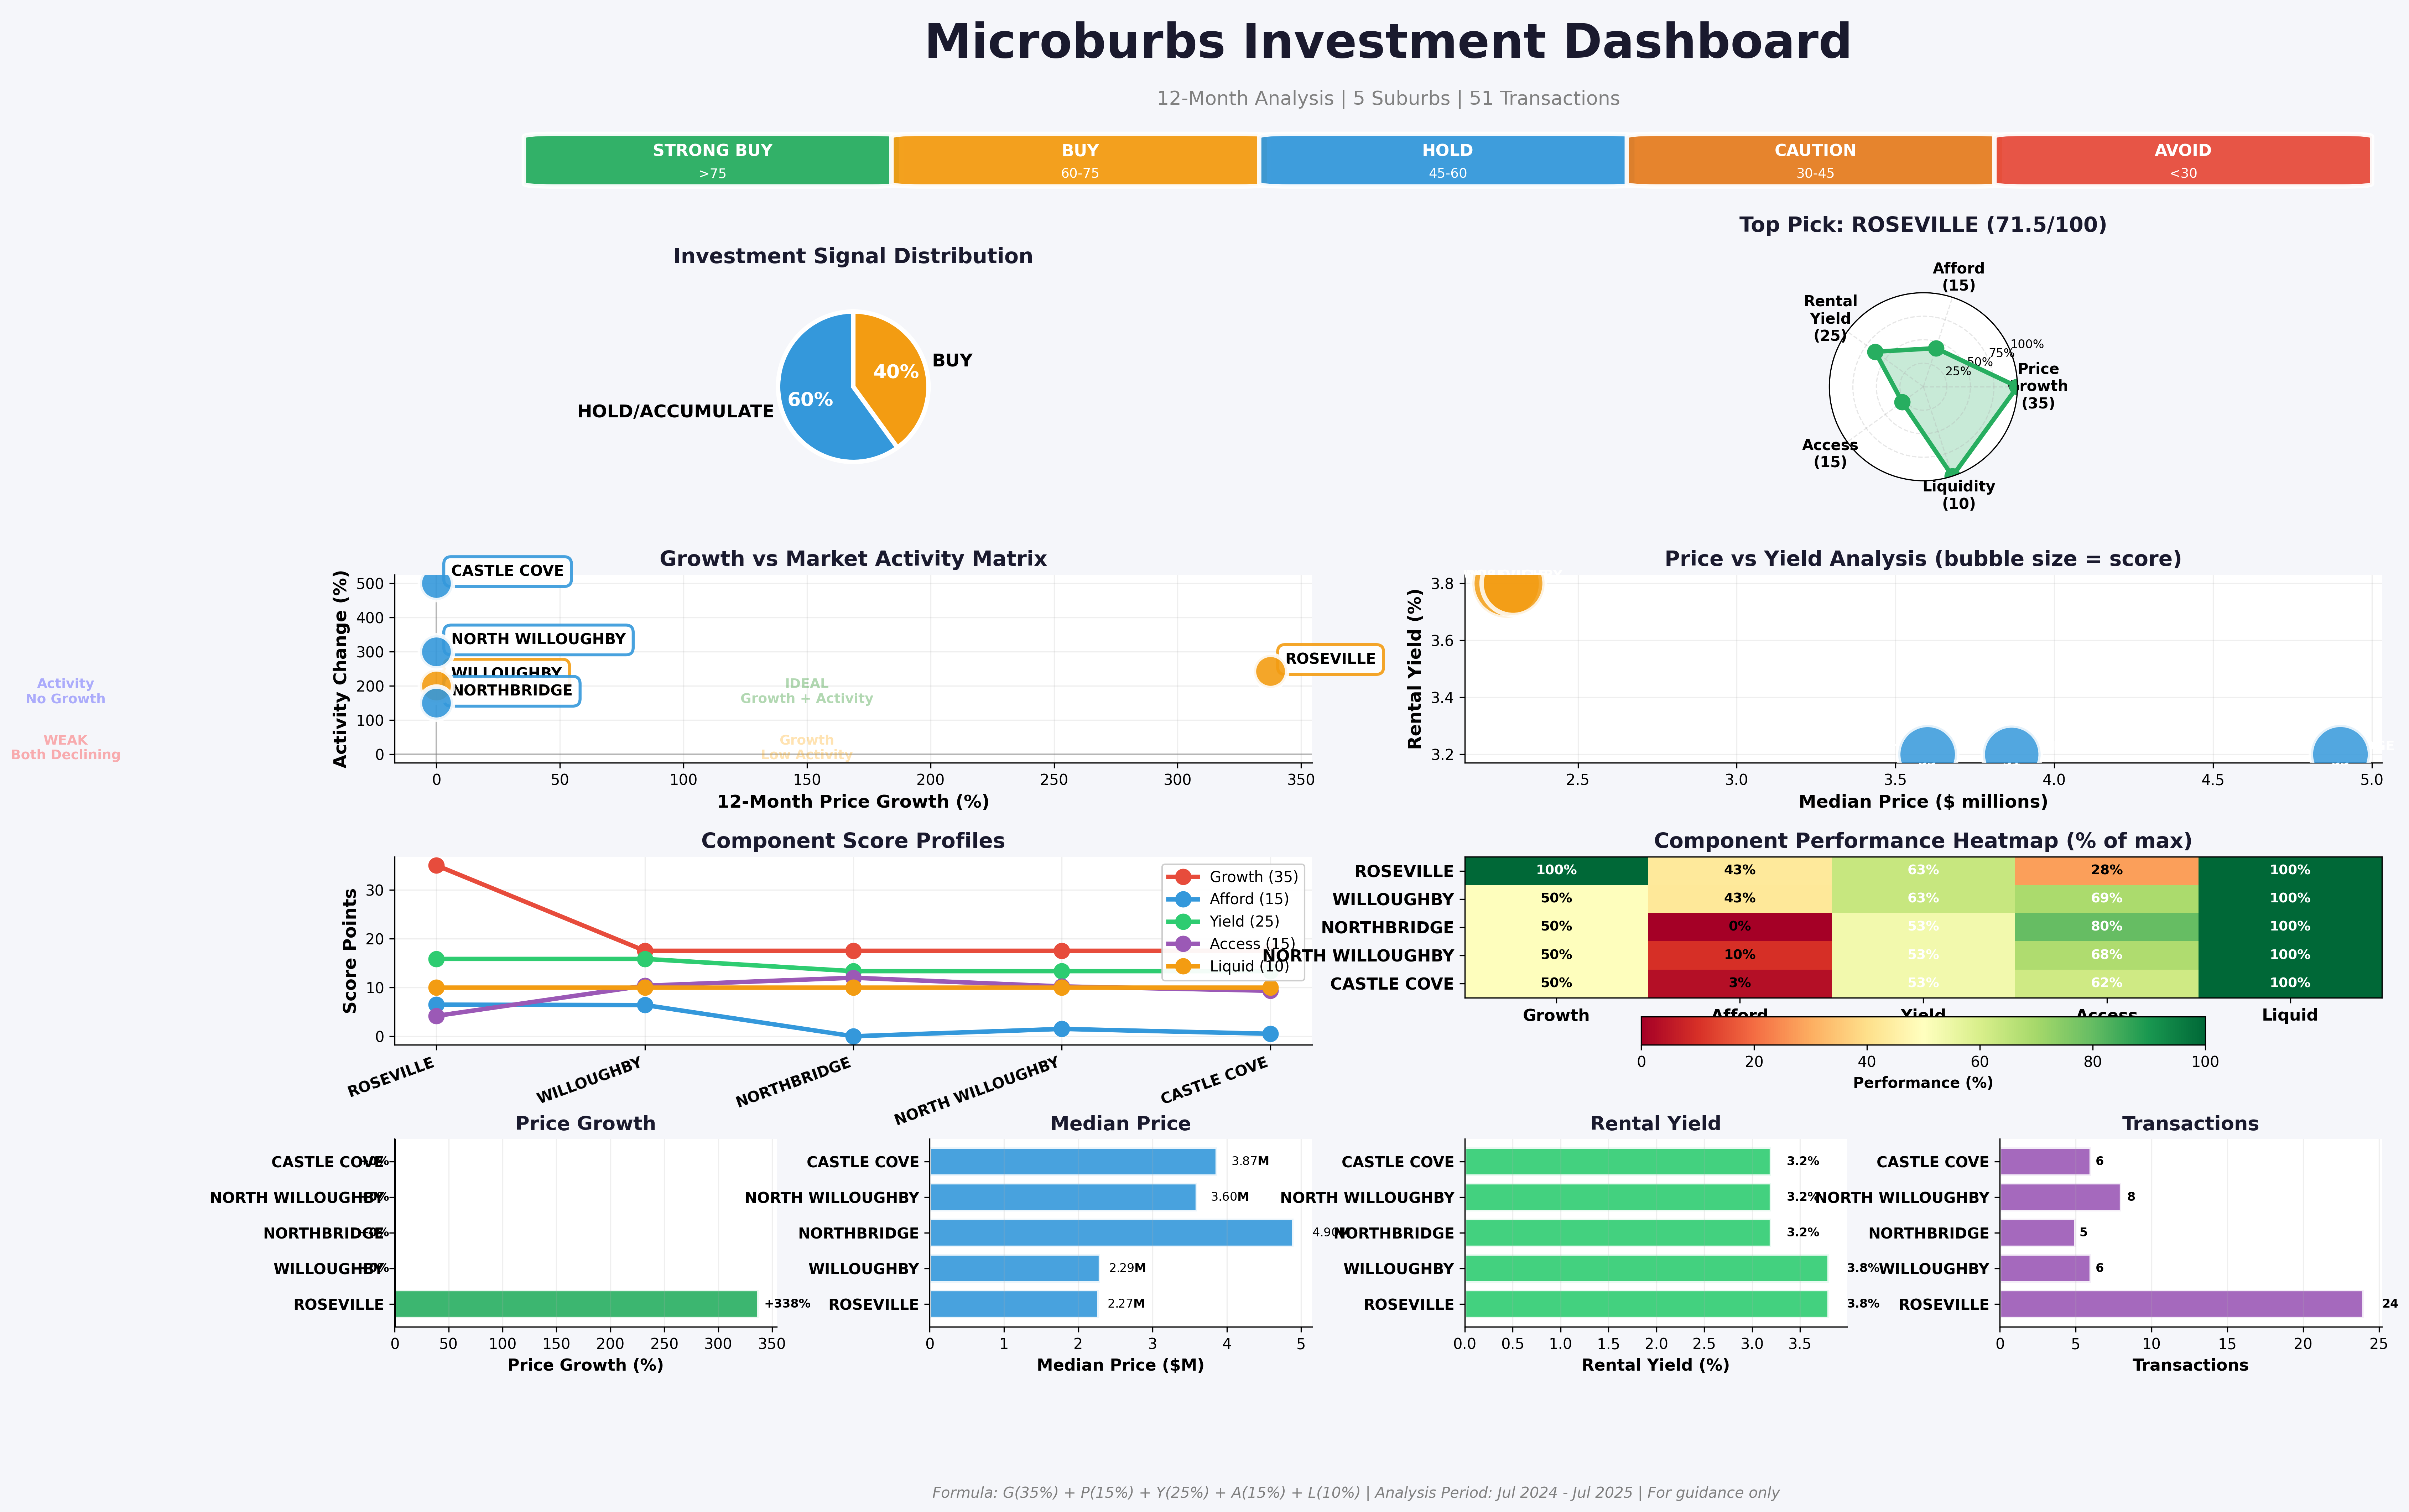 Microburbs Investment Dashboard
12-Month Analysis | 5 Suburbs | 51 Transactions
STRONG BUY
>75
BUY
60-75
HOLD
45-60
CAUTION
30-45
AVOID
<30
Investment Signal Distribution
40%
60%
BUY
HOLD/ACCUMULATE
Top Pick: ROSEVILLE (71.5/100)
Afford
(15)
Rental
Yield
(25)
100%
75%
50%
25%
Price
Growth
(35)
Access
(15)
Liquidity
(10)
Growth vs Market Activity Matrix
Activity Change (%)
500
400
300
200
100
0
CASTLE COVE
NORTH WILLOUGHBY
WILLOUGHBY
NORTHBRIDGE
ROSEVILLE
Activity
No Growth
IDEAL
Growth + Activity
WEAK
Both Declining
Growth
Low Activity
0 50 100 150 200 250 300 350
12-Month Price Growth (%)
Price vs Yield Analysis (bubble size = score)
Rental Yield (%)
3.8
3.6
3.4
3.2
2.5 3.0 3.5 4.0 4.5 5.0
Median Price ($ millions)
Component Score Profiles
Score Points
30
20
10
0
Growth (35)
Afford (15)
Yield (25)
Access (15)
Liquid (10)
ROSEVILLE
WILLOUGHBY
NORTHBRIDGE
NORTH WILLOUGHBY
CASTLE COVE
Component Performance Heatmap (% of max)
ROSEVILLE 100% 43% 63% 28% 100%
WILLOUGHBY 50% 43% 63% 69% 100%
NORTHBRIDGE 50% 0% 53% 80% 100%
NORTH WILLOUGHBY 50% 10% 53% 68% 100%
CASTLE COVE 50% 3% 53% 62% 100%
Growth Afford Yield Access Liquid
0 20 40 60 80 100
Performance (%)
Price Growth
CASTLE COVE +0%
NORTH WILLOUGHBY +0%
NORTHBRIDGE +0%
WILLOUGHBY +0%
ROSEVILLE +338%
0 50 100 150 200 250 300 350
Price Growth (%)
Median Price
CASTLE COVE 3.87M
NORTH WILLOUGHBY 3.60M
NORTHBRIDGE 4.90M
WILLOUGHBY 2.29M
ROSEVILLE 2.27M
0 1 2 3 4 5
Median Price ($M)
Rental Yield
CASTLE COVE 3.2%
NORTH WILLOUGHBY 3.2%
NORTHBRIDGE 3.2%
WILLOUGHBY 3.8%
ROSEVILLE 3.8%
0.0 0.5 1.0 1.5 2.0 2.5 3.0 3.5
Rental Yield (%)
Transactions
CASTLE COVE 6
NORTH WILLOUGHBY 8
NORTHBRIDGE 5
WILLOUGHBY 6
ROSEVILLE 24
0 5 10 15 20 25
Transactions
Formula: G(35%) + P(15%) + Y(25%) + A(15%) + L(10%) | Analysis Period: Jul 2024 - Jul 2025 | For guidance only